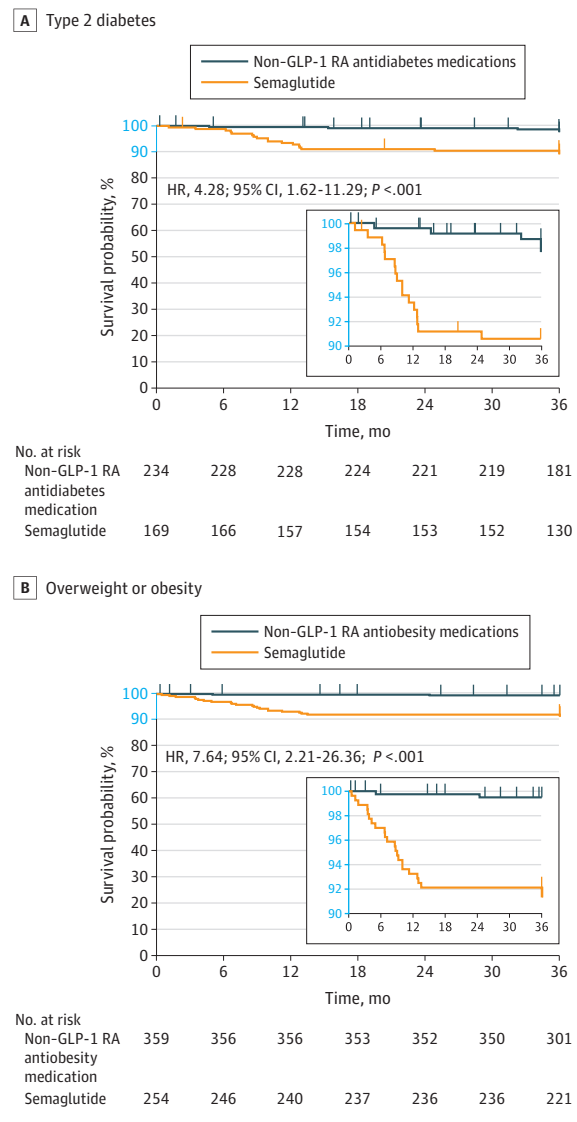 A Type 2 diabetes
Non-GLP-1 RA antidiabetes medications
Semaglutide
Survival probability, %
100
90
80
70
60
50
40
30
20
10
0
HR, 4.28; 95% CI, 1.62-11.29; P <.001
100
98
96
94
92
90
0 6 12 18 24 30 36
0 6 12 18 24 30 36
Time, mo
No. at risk
Non-GLP-1 RA 234 228 228 224 221 219 181
antidiabetes
medication
Semaglutide 169 166 157 154 153 152 130
B Overweight or obesity
Non-GLP-1 RA antiobesity medications
Semaglutide
Survival probability, %
100
90
80
70
60
50
40
30
20
10
0
HR, 7.64; 95% CI, 2.21-26.36; P <.001
100
98
96
94
92
90
0 6 12 18 24 30 36
0 6 12 18 24 30 36
Time, mo
No. at risk
Non-GLP-1 RA 359 356 356 353 352 350 301
antiobesity
medication
Semaglutide 254 246 240 237 236 236 221